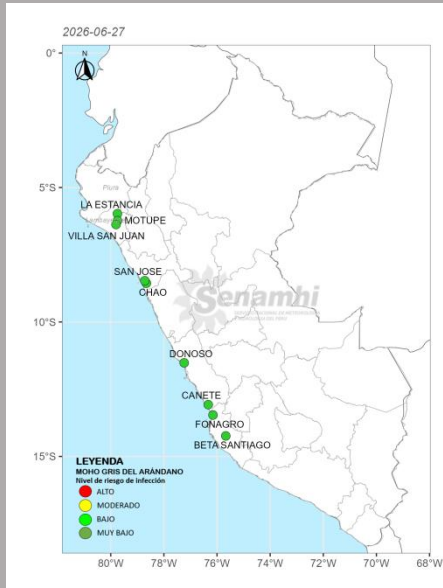 2026-06-27
N
0°
5°S
10°S
15°S
Piura
LA ESTANCIA
MOTUPE
VILLA SAN JUAN
SAN JOSE
CHAO
Senamhi
DONOSO
CANETE
FONAGRO
BETA SANTIAGO
LEYENDA
MOHO GRIS DEL ARÁNDANO
Nivel de riesgo de infección
ALTO
MODERADO
BAJO
MUY BAJO
80°W 78°W 76°W 74°W 72°W 70°W 68°W